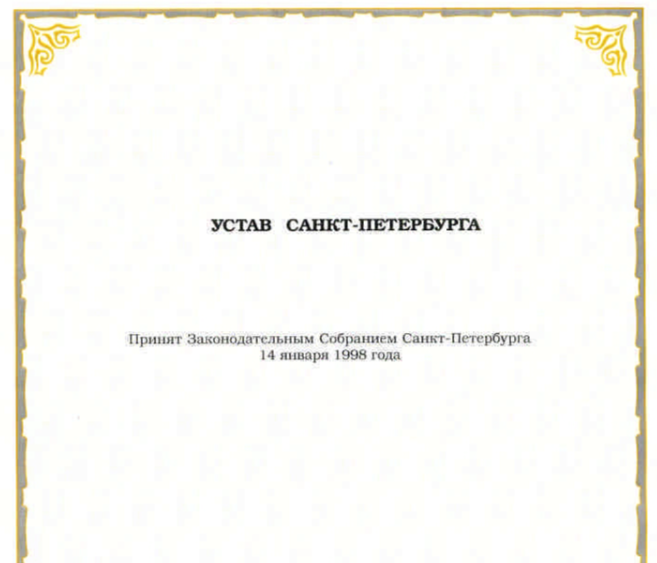 УСТАВ САНКТ-ПЕТЕРБУРГА
Принят Законодательным Собранием Санкт-Петербурга
14 января 1998 года